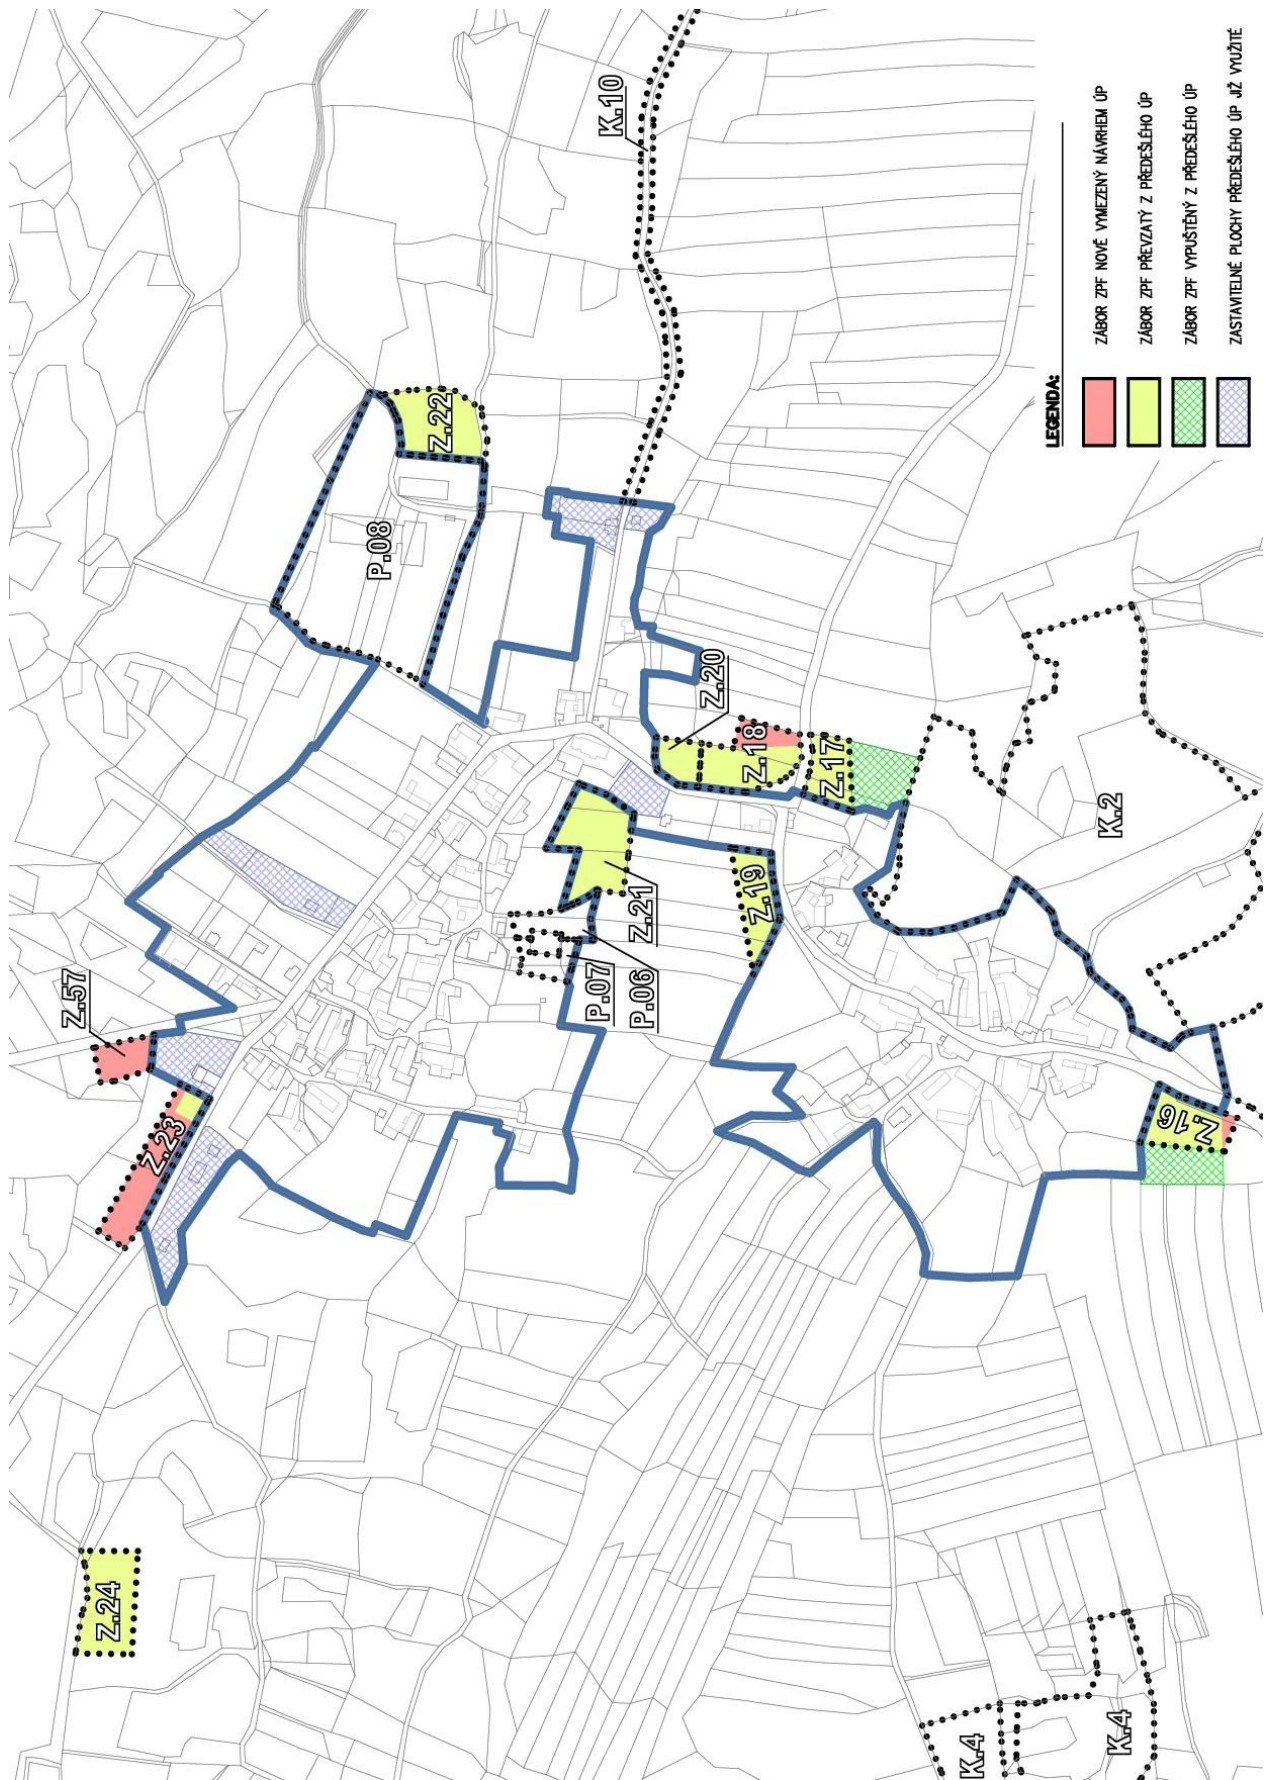 K.10
Z.22
P.08
Z.20
Z.18
Z.17
K.2
Z.19
Z.21
P.07
P.06
Z.57
Z.23
Z.16
Z.24
K.4
K.4
LEGENDA:
ZÁBOR ZPF NOVĚ VYMEZENÝ NÁVRHEM ÚP
ZÁBOR ZPF PŘEVZATÝ Z PŘEDEŠLÉHO ÚP
ZÁBOR ZPF VYPUŠTĚNÝ Z PŘEDEŠLÉHO ÚP
ZASTAVITELNÉ PLOCHY PŘEDEŠLÉHO ÚP JIŽ VYUŽITÉ